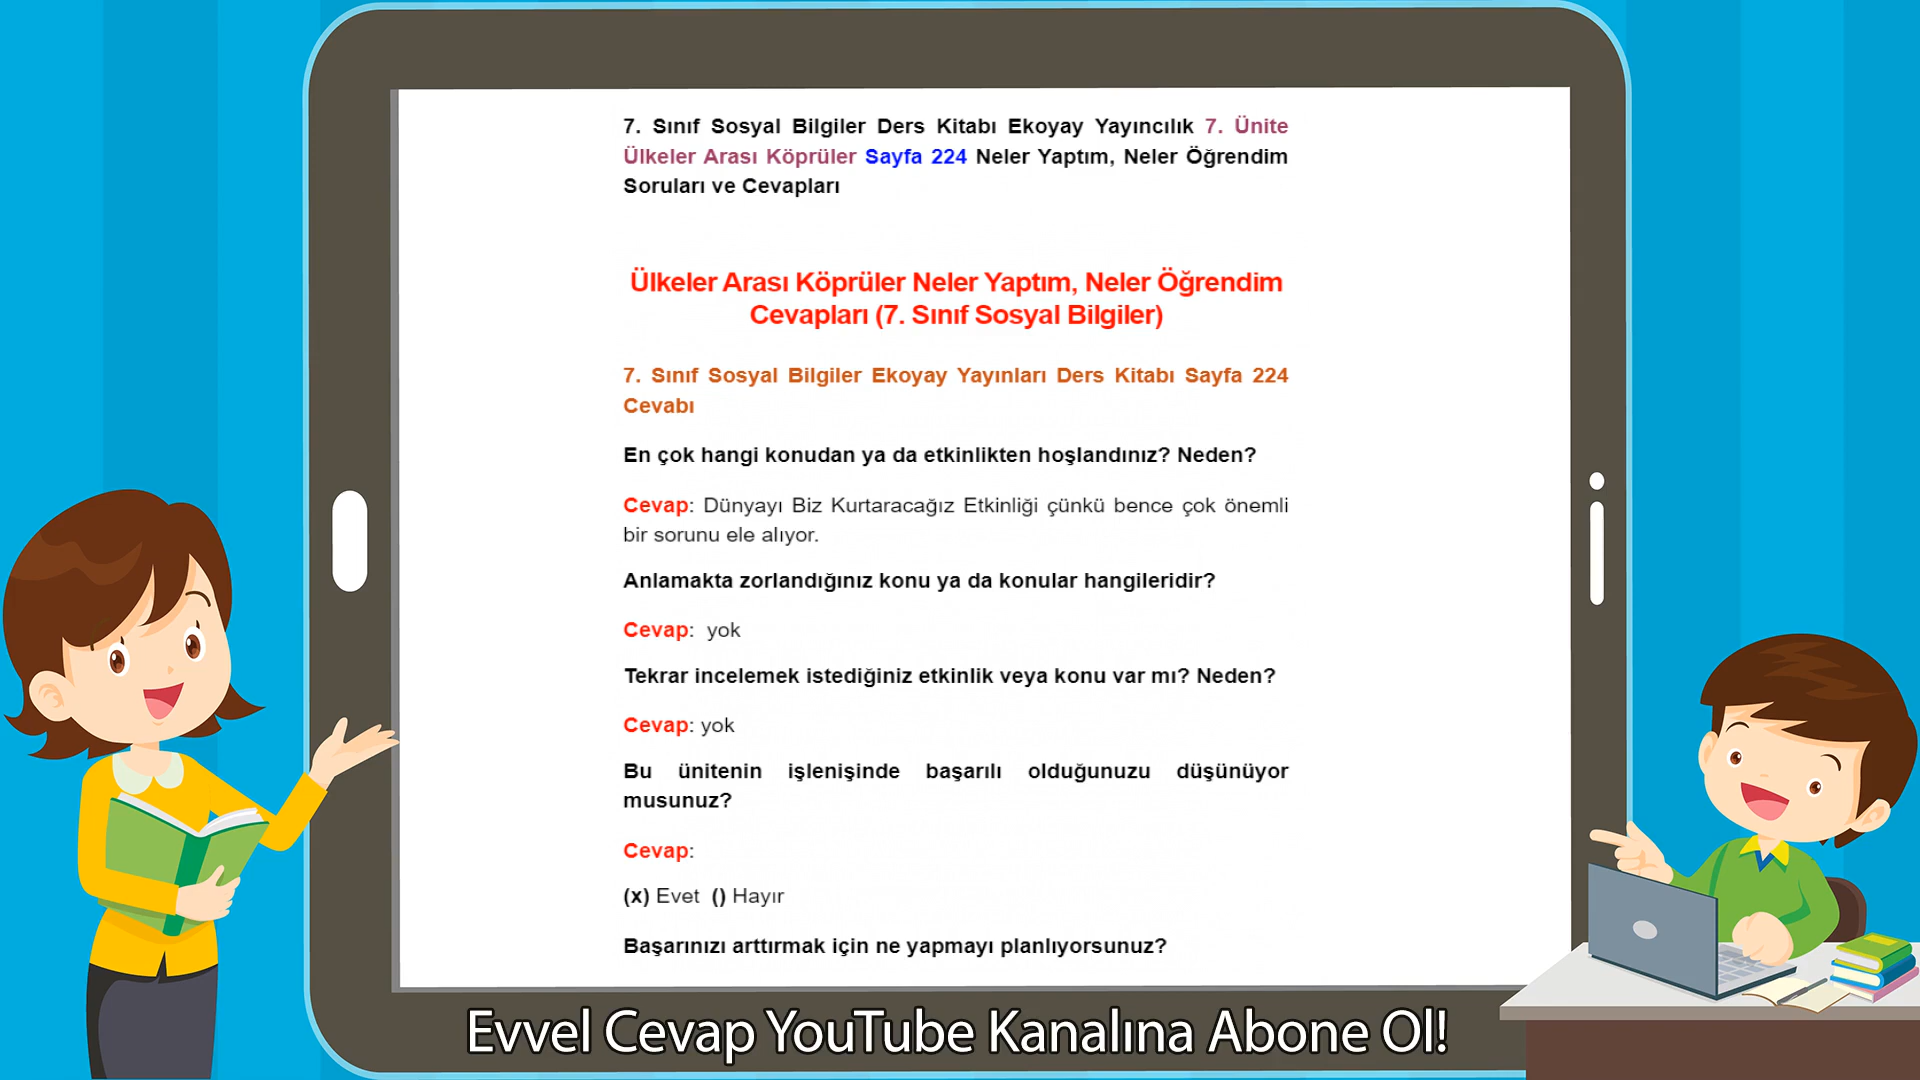 7. Sınıf Sosyal Bilgiler Ders Kitabı Ekoyay Yayıncılık 7. Ünite
Ülkeler Arası Köprüler Sayfa 224 Neler Yaptım, Neler Öğrendim
Soruları ve Cevapları
Ülkeler Arası Köprüler Neler Yaptım, Neler Öğrendim
Cevapları (7. Sınıf Sosyal Bilgiler)
7. Sınıf Sosyal Bilgiler Ekoyay Yayınları Ders Kitabı Sayfa 224
Cevabı
En çok hangi konudan ya da etkinlikten hoşlandınız? Neden?
Cevap: Dünyayı Biz Kurtaracağız Etkinliği çünkü bence çok önemli
bir sorunu ele alıyor.
Anlamakta zorlandığınız konu ya da konular hangileridir?
Cevap: yok
Tekrar incelemek istediğiniz etkinlik veya konu var mı? Neden?
Cevap: yok
Bu ünitenin işlenişinde başarılı olduğunuzu düşünüyor
musunuz?
Cevap:
(x) Evet () Hayır
Başarınızı arttırmak için ne yapmayı planlıyorsunuz?
Evvel Cevap YouTube Kanalına Abone Ol!